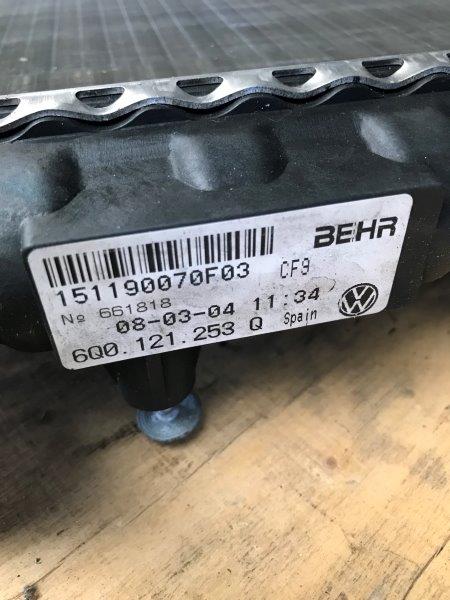 BEHR
151190070F03 CF9
№ 661818
08-03-04 11:34
6Q0.121.253 Q Spain